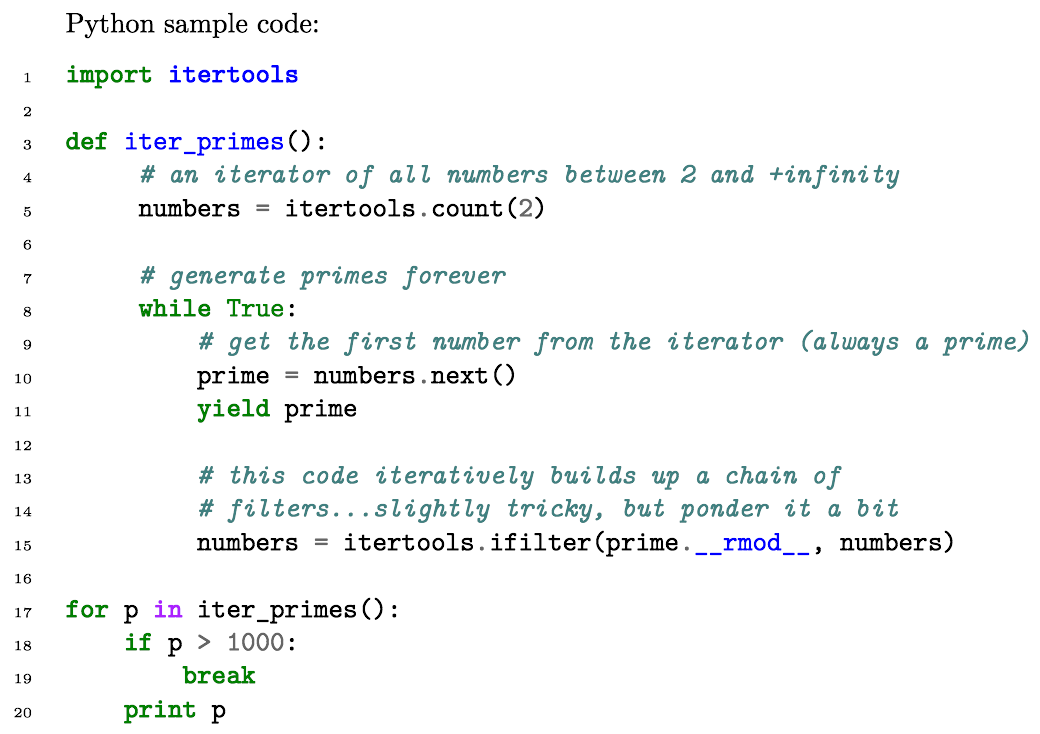 Python sample code:
1 import itertools
2
3 def iter_primes():
4      # an iterator of all numbers between 2 and +infinity
5      numbers = itertools.count(2)
6
7      # generate primes forever
8      while True:
9          # get the first number from the iterator (always a prime)
10         prime = numbers.next()
11         yield prime
12
13         # this code iteratively builds up a chain of
14         # filters...slightly tricky, but ponder it a bit
15         numbers = itertools.ifilter(prime.__rmod__, numbers)
16
17 for p in iter_primes():
18     if p > 1000:
19         break
20     print p